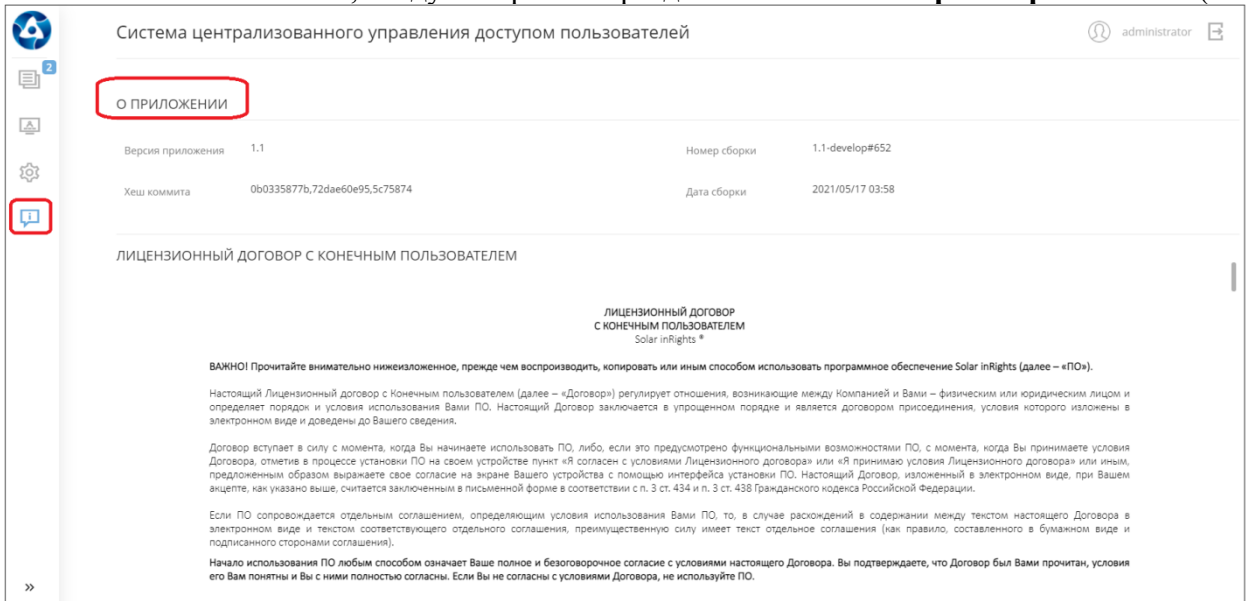 Система централизованного управления доступом пользователей
administrator
2
О ПРИЛОЖЕНИИ
Версия приложения 1.1
Номер сборки 1.1-develop#652
Хеш коммита 0b0335877b,72dae60e95,5c75874
Дата сборки 2021/05/17 03:58
ЛИЦЕНЗИОННЫЙ ДОГОВОР С КОНЕЧНЫМ ПОЛЬЗОВАТЕЛЕМ
ЛИЦЕНЗИОННЫЙ ДОГОВОР
С КОНЕЧНЫМ ПОЛЬЗОВАТЕЛЕМ
Solar inRights ®
ВАЖНО! Прочитайте внимательно нижеизложенное, прежде чем воспроизводить, копировать или иным способом использовать программное обеспечение Solar inRights (далее – «ПО»).
Настоящий Лицензионный договор с Конечным пользователем (далее – «Договор») регулирует отношения, возникающие между Компанией и Вами – физическим или юридическим лицом и
определяет порядок и условия использования Вами ПО. Настоящий Договор заключается в упрощенном порядке и является договором присоединения, условия которого изложены в
электронном виде и доведены до Вашего сведения.
Договор вступает в силу с момента, когда Вы начинаете использовать ПО, либо, если это предусмотрено функциональными возможностями ПО, с момента, когда Вы принимаете условия
Договора, отметив в процессе установки ПО на своем устройстве пункт «Я согласен с условиями Лицензионного договора» или «Я принимаю условия Лицензионного договора» или иным,
предложенным образом выражаете свое согласие на экране Вашего устройства с помощью интерфейса установки ПО. Настоящий Договор, изложенный в электронном виде, при Вашем
акцепте, как указано выше, считается заключенным в письменной форме в соответствии с п. 3 ст. 434 и п. 3 ст. 438 Гражданского кодекса Российской Федерации.
Если ПО сопровождается отдельным соглашением, определяющим условия использования Вами ПО, то, в случае расхождений в содержании между текстом настоящего Договора в
электронном виде и текстом соответствующего отдельного соглашения, преимущественную силу имеет текст отдельное соглашения (как правило, составленного в бумажном виде и
подписанного сторонами соглашения).
Начало использования ПО любым способом означает Ваше полное и безоговорочное согласие с условиями настоящего Договора. Вы подтверждаете, что Договор был Вами прочитан, условия
его Вам понятны и Вы с ними полностью согласны. Если Вы не согласны с условиями Договора, не используйте ПО.
»